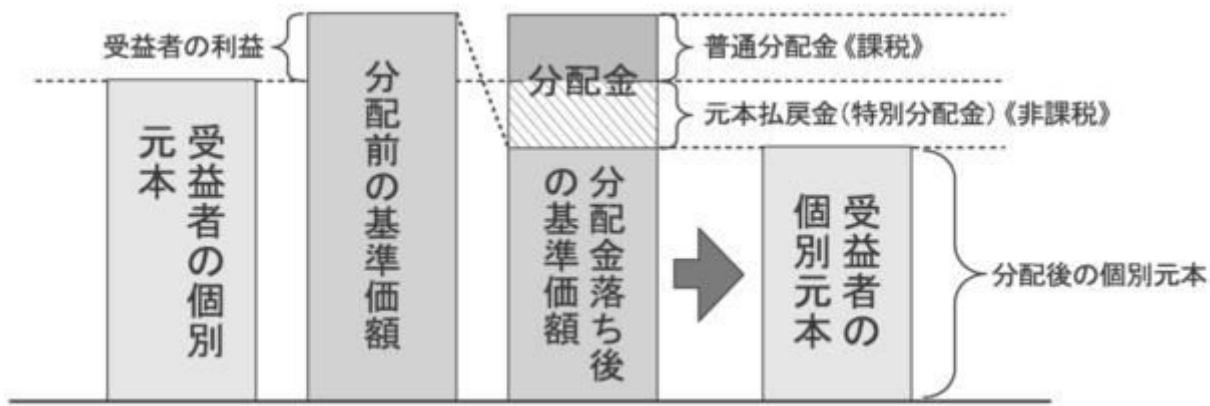 受益者の利益
受益者の個別
元本
分配前の基準価額
分配金
分配金落ち後
の基準価額
普通分配金《課税》
元本払戻金(特別分配金)《非課税》
受益者の
個別元本
分配後の個別元本